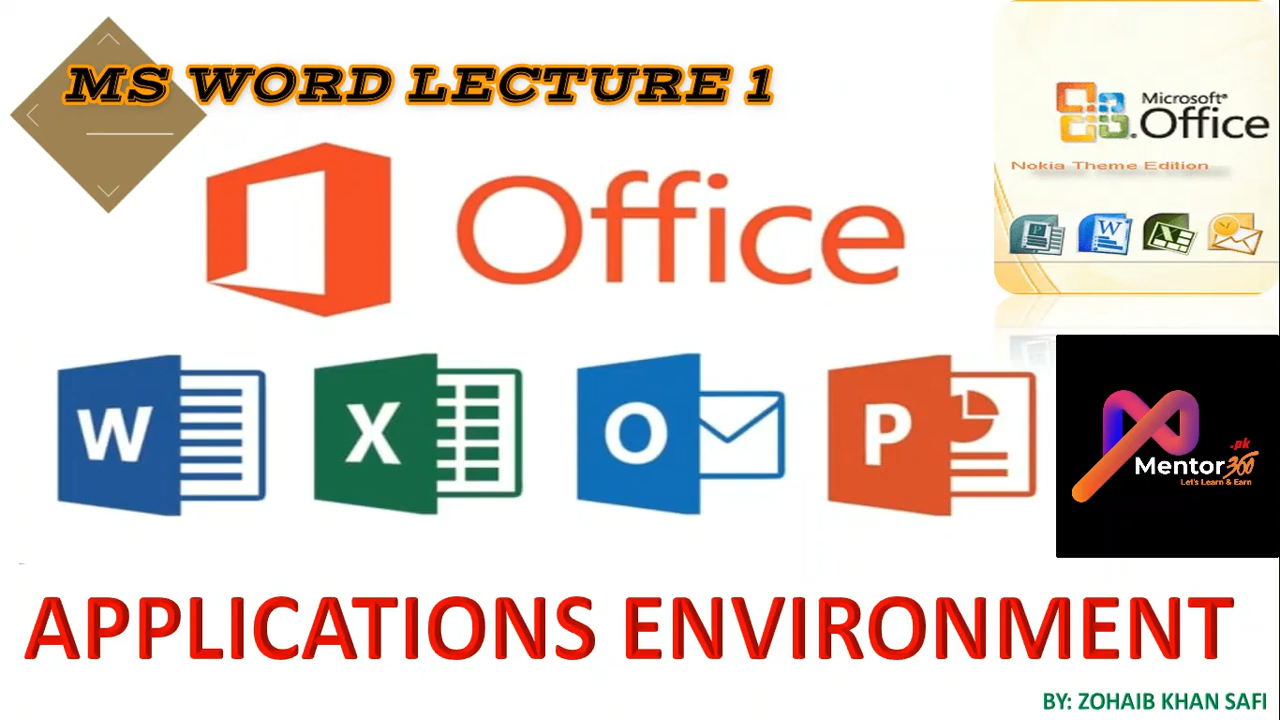 MS WORD LECTURE 1
Microsoft®
Office
Nokia Theme Edition
P
W
X
Office
W
X
O
P
.pk
Mentor360
Let's Learn & Earn
APPLICATIONS ENVIRONMENT
BY: ZOHAIB KHAN SAFI